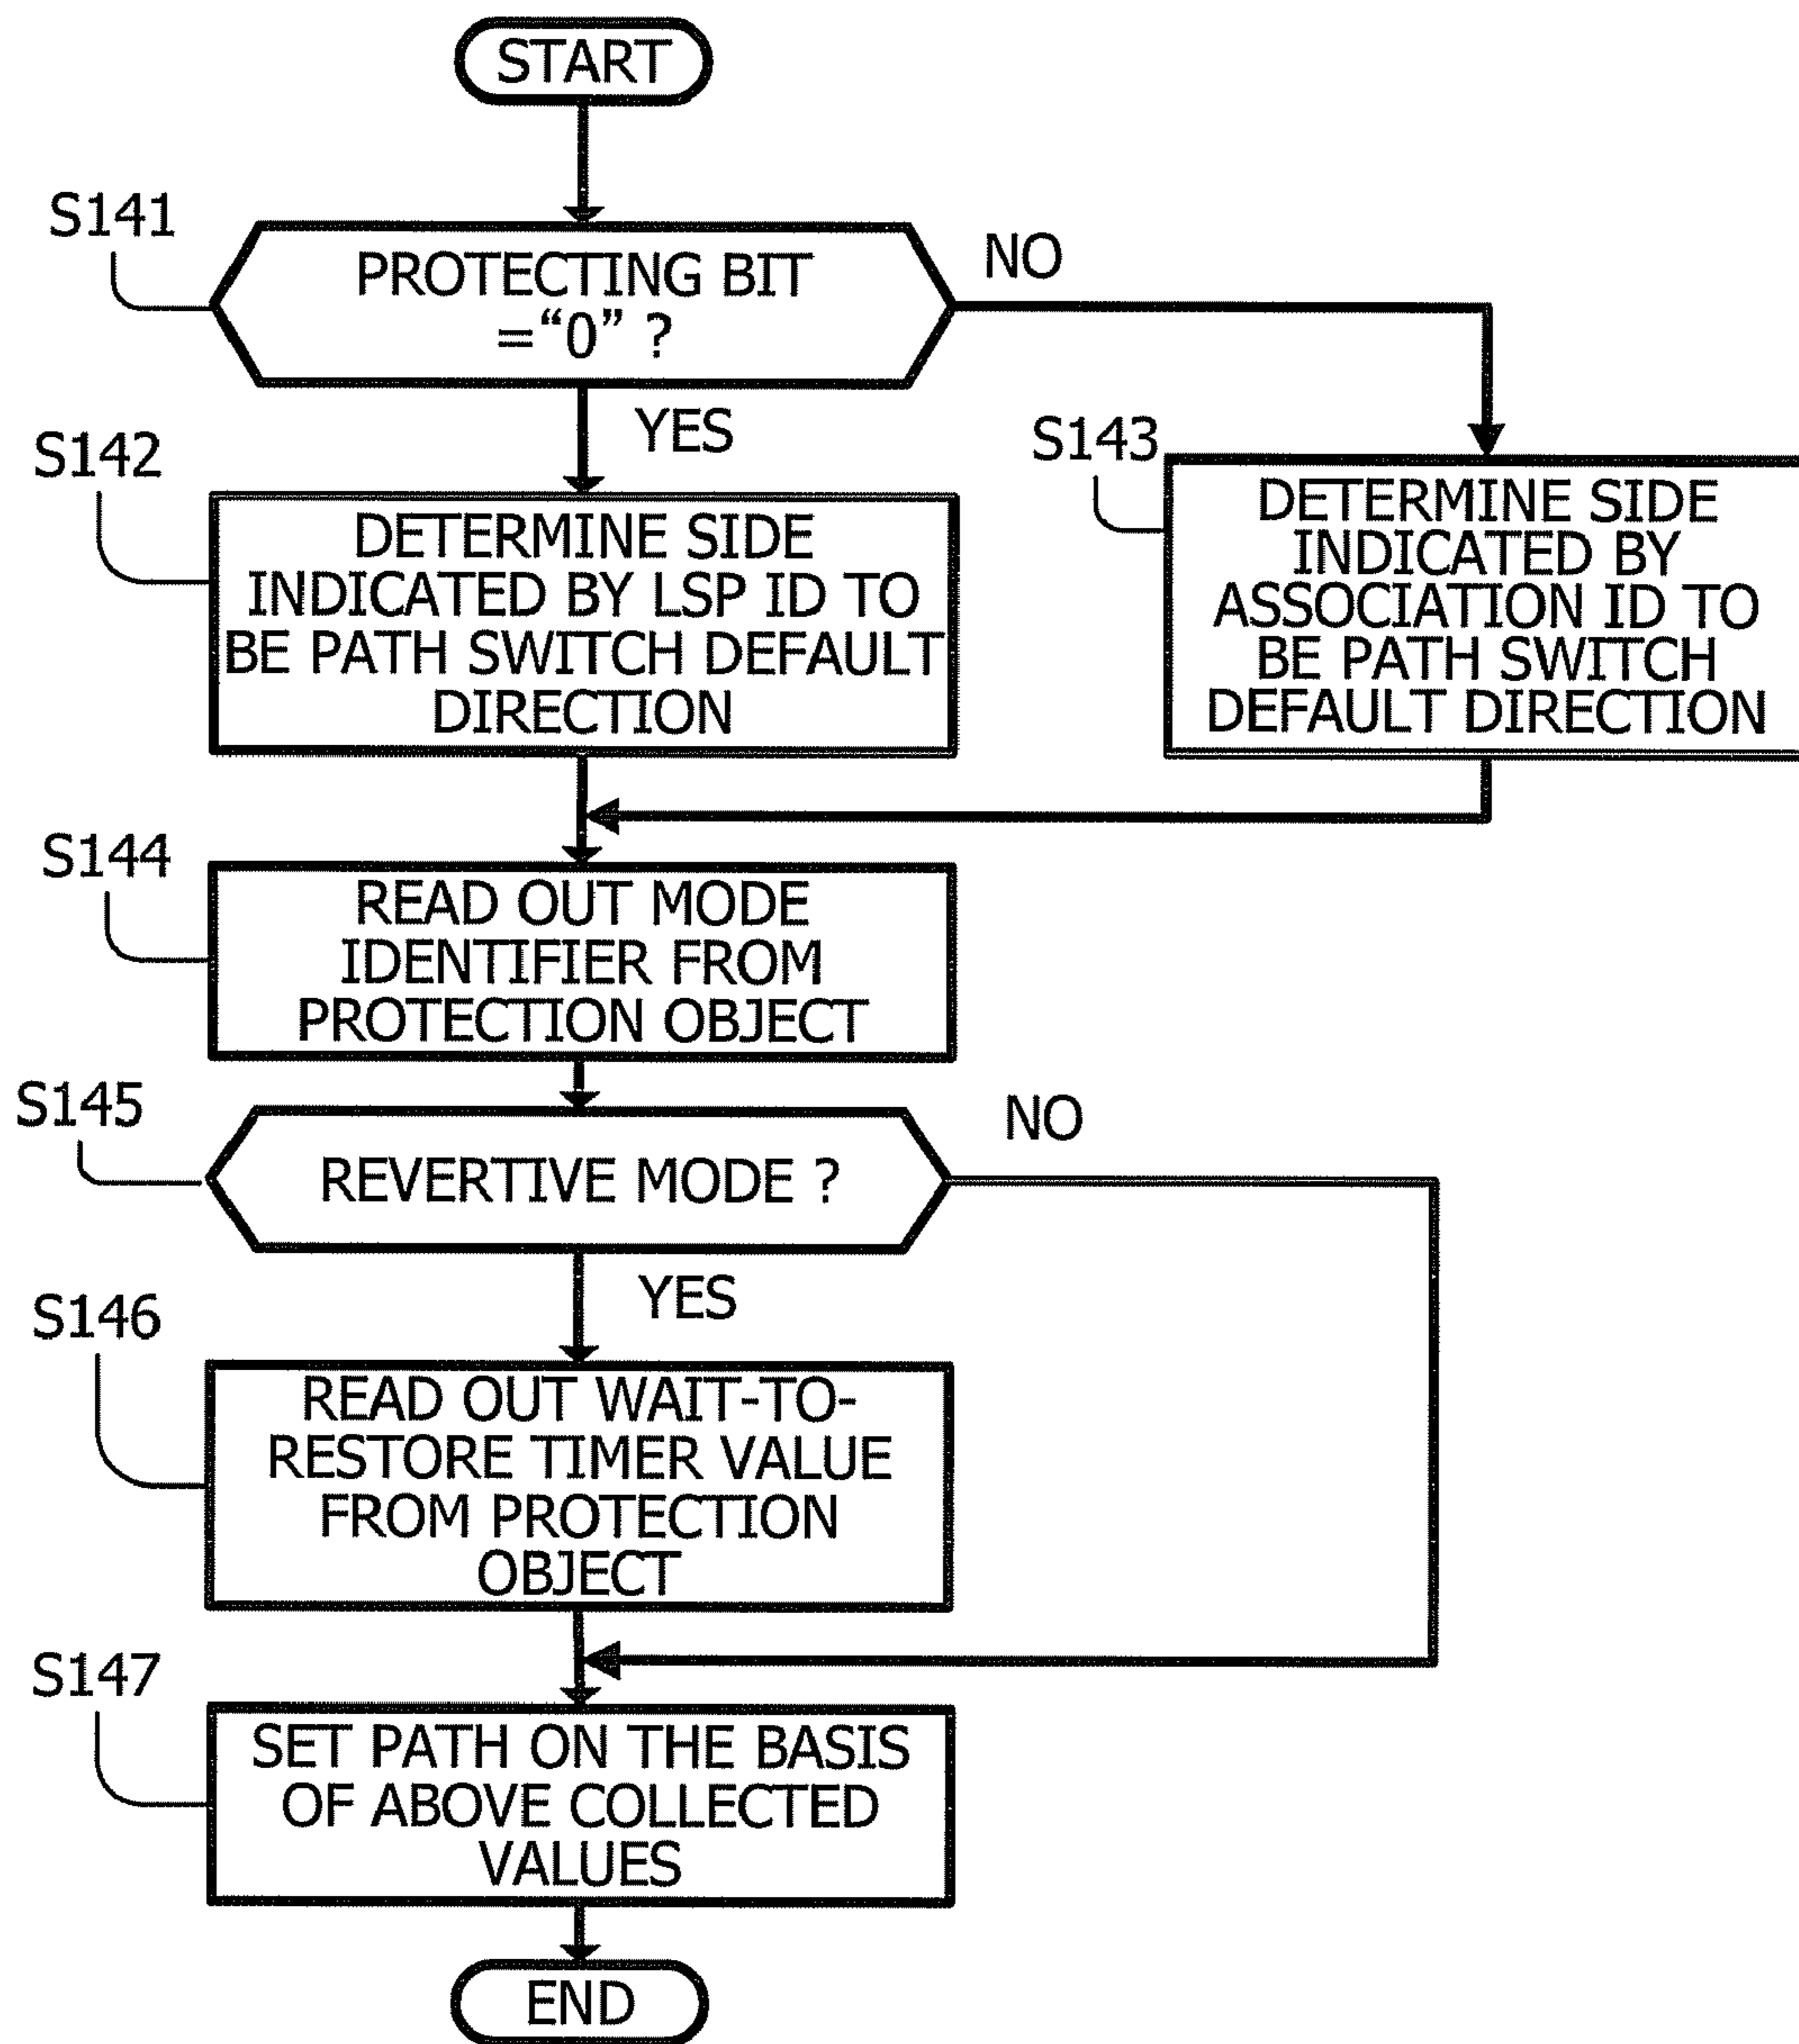 START
S141
PROTECTING BIT
="0" ?
NO
YES
S142
DETERMINE SIDE
INDICATED BY LSP ID TO
BE PATH SWITCH DEFAULT
DIRECTION
S143
DETERMINE SIDE
INDICATED BY
ASSOCIATION ID TO
BE PATH SWITCH
DEFAULT DIRECTION
S144
READ OUT MODE
IDENTIFIER FROM
PROTECTION OBJECT
S145
REVERTIVE MODE ?
NO
YES
S146
READ OUT WAIT-TO-
RESTORE TIMER VALUE
FROM PROTECTION
OBJECT
S147
SET PATH ON THE BASIS
OF ABOVE COLLECTED
VALUES
END